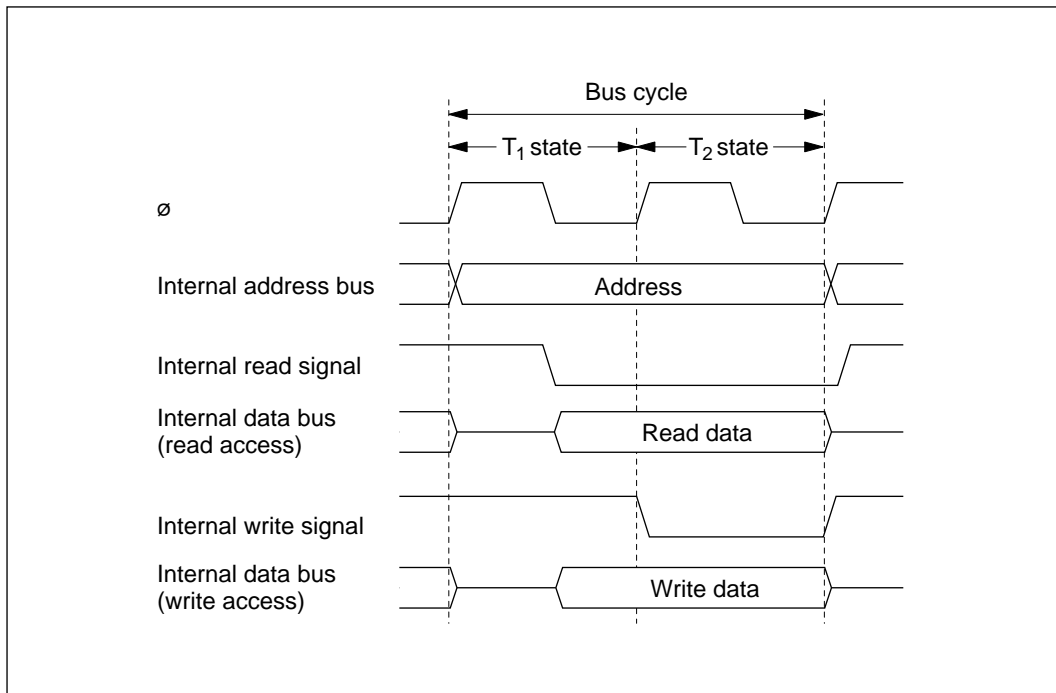 Bus cycle
T1 state
T2 state
ø
Internal address bus
Address
Internal read signal
Internal data bus
(read access)
Read data
Internal write signal
Internal data bus
(write access)
Write data